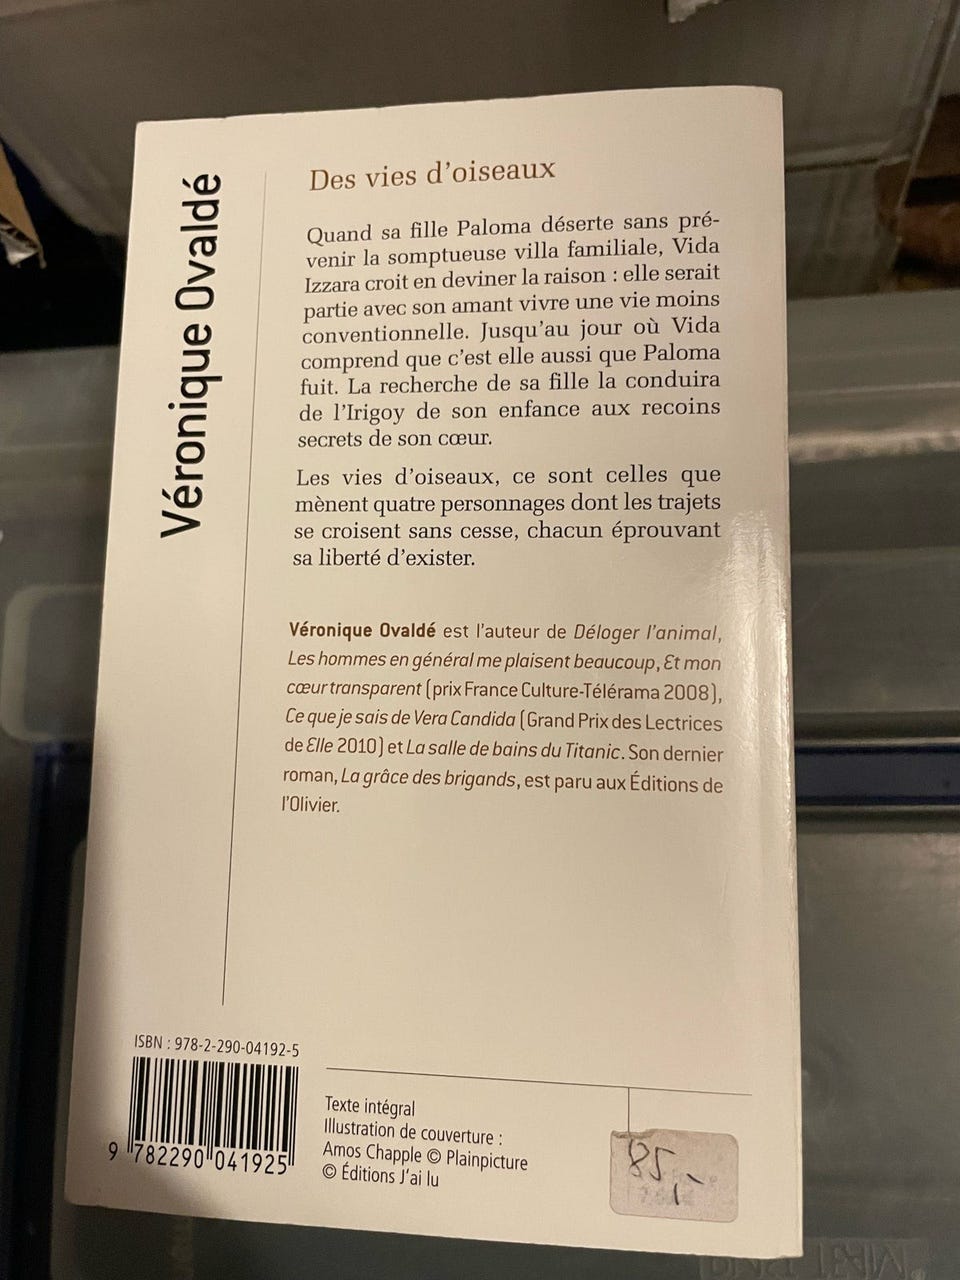 Véronique Ovaldé
Des vies d'oiseaux
Quand sa fille Paloma déserte sans pré-
venir la somptueuse villa familiale, Vida
Izzara croit en deviner la raison : elle serait
partie avec son amant vivre une vie moins
conventionnelle. Jusqu'au jour où Vida
comprend que c'est elle aussi que Paloma
fuit. La recherche de sa fille la conduira
de l'Irigoy de son enfance aux recoins
secrets de son cœur.
Les vies d'oiseaux, ce sont celles que
mènent quatre personnages dont les trajets
se croisent sans cesse, chacun éprouvant
sa liberté d'exister.
Véronique Ovaldé est l'auteur de Déloger l'animal,
Les hommes en général me plaisent beaucoup, Et mon
cœur transparent (prix France Culture-Télérama 2008),
Ce que je sais de Vera Candida (Grand Prix des Lectrices
de Elle 2010) et La salle de bains du Titanic. Son dernier
roman, La grâce des brigands, est paru aux Éditions de
l'Olivier.
ISBN : 978-2-290-04192-5
9 782290 041925
Texte intégral
Illustration de couverture :
Amos Chapple © Plainpicture
© Éditions J'ai lu
85,-